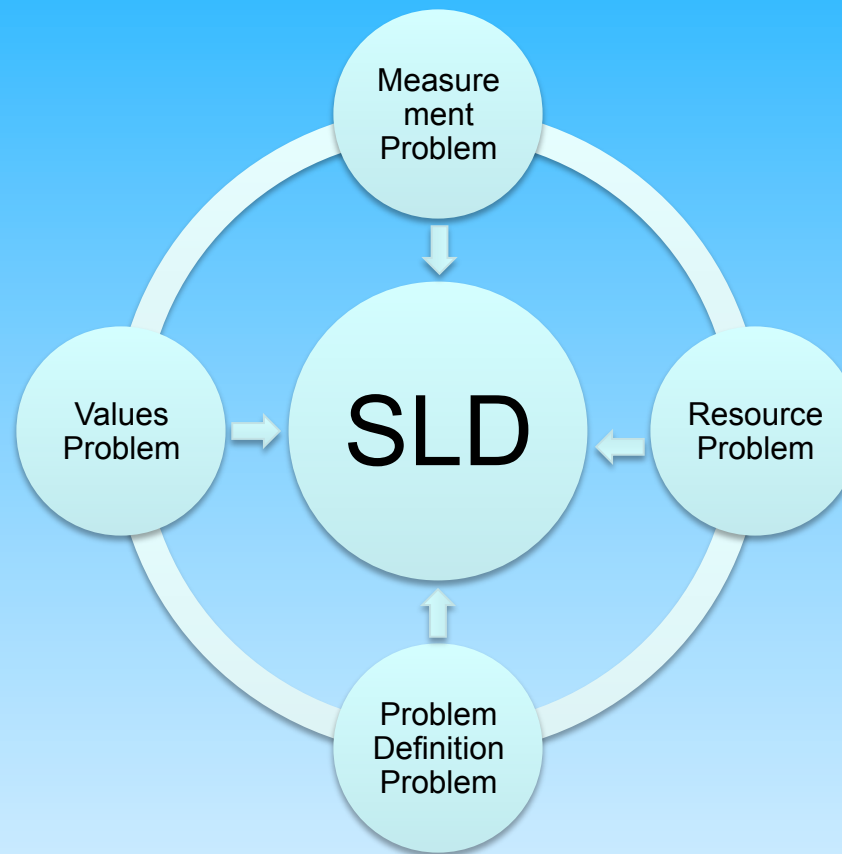 Measure
ment
Problem
Values
Problem
SLD
Resource
Problem
Problem
Definition
Problem